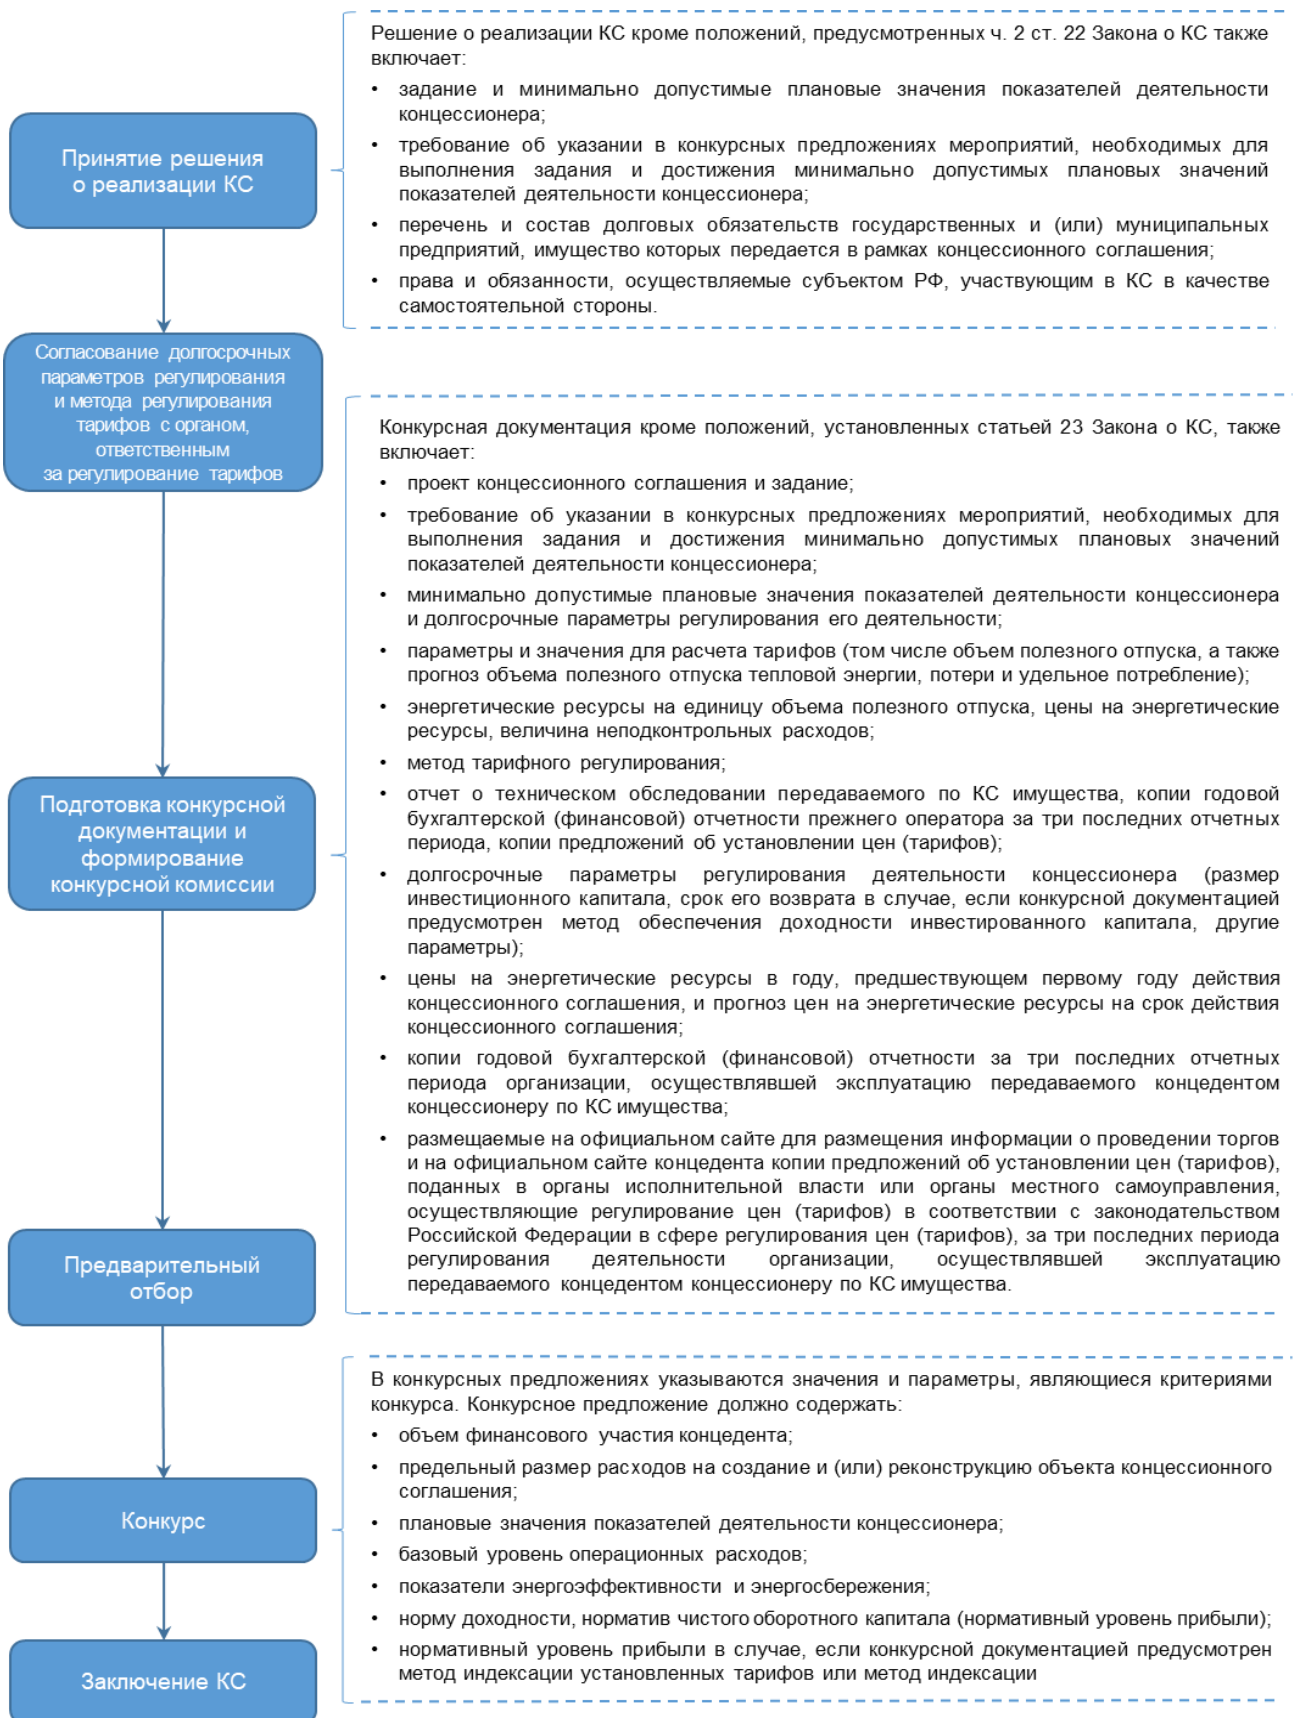 Принятие решения
о реализации КС
Решение о реализации КС кроме положений, предусмотренных ч. 2 ст. 22 Закона о КС также
включает:
• задание и минимально допустимые плановые значения показателей деятельности
концессионера;
• требование об указании в конкурсных предложениях мероприятий, необходимых для
выполнения задания и достижения минимально допустимых плановых значений
показателей деятельности концессионера;
• перечень и состав долговых обязательств государственных и (или) муниципальных
предприятий, имущество которых передается в рамках концессионного соглашения;
• права и обязанности, осуществляемые субъектом РФ, участвующим в КС в качестве
самостоятельной стороны.
Согласование долгосрочных
параметров регулирования
и метода регулирования
тарифов с органом,
ответственным
за регулирование тарифов
Подготовка конкурсной
документации и
формирование
конкурсной комиссии
Конкурсная документация кроме положений, установленных статьей 23 Закона о КС, также
включает:
• проект концессионного соглашения и задание;
• требование об указании в конкурсных предложениях мероприятий, необходимых для
выполнения задания и достижения минимально допустимых плановых значений
показателей деятельности концессионера;
• минимально допустимые плановые значения показателей деятельности концессионера
и долгосрочные параметры регулирования его деятельности;
• параметры и значения для расчета тарифов (том числе объем полезного отпуска, а также
прогноз объема полезного отпуска тепловой энергии, потери и удельное потребление);
• энергетические ресурсы на единицу объема полезного отпуска, цены на энергетические
ресурсы, величина неподконтрольных расходов;
• метод тарифного регулирования;
• отчет о техническом обследовании передаваемого по КС имущества, копии годовой
бухгалтерской (финансовой) отчетности прежнего оператора за три последних отчетных
периода, копии предложений об установлении цен (тарифов);
• долгосрочные параметры регулирования деятельности концессионера (размер
инвестиционного капитала, срок его возврата в случае, если конкурсной документацией
предусмотрен метод обеспечения доходности инвестированного капитала, другие
параметры);
• цены на энергетические ресурсы в году, предшествующем первому году действия
концессионного соглашения, и прогноз цен на энергетические ресурсы на срок действия
концессионного соглашения;
• копии годовой бухгалтерской (финансовой) отчетности за три последних отчетных
периода организации, осуществлявшей эксплуатацию передаваемого концедентом
концессионеру по КС имущества;
• размещаемые на официальном сайте для размещения информации о проведении торгов
и на официальном сайте концедента копии предложений об установлении цен (тарифов),
поданных в органы исполнительной власти или органы местного самоуправления,
осуществляющие регулирование цен (тарифов) в соответствии с законодательством
Российской Федерации в сфере регулирования цен (тарифов), за три последних периода
регулирования деятельности организации, осуществлявшей эксплуатацию
передаваемого концедентом концессионеру по КС имущества.
Предварительный
отбор
Конкурс
В конкурсных предложениях указываются значения и параметры, являющиеся критериями
конкурса. Конкурсное предложение должно содержать:
• объем финансового участия концедента;
• предельный размер расходов на создание и (или) реконструкцию объекта концессионного
соглашения;
• плановые значения показателей деятельности концессионера;
• базовый уровень операционных расходов;
• показатели энергоэффективности и энергосбережения;
• норму доходности, норматив чистого оборотного капитала (нормативный уровень прибыли);
• нормативный уровень прибыли в случае, если конкурсной документацией предусмотрен
метод индексации установленных тарифов или метод индексации
Заключение КС